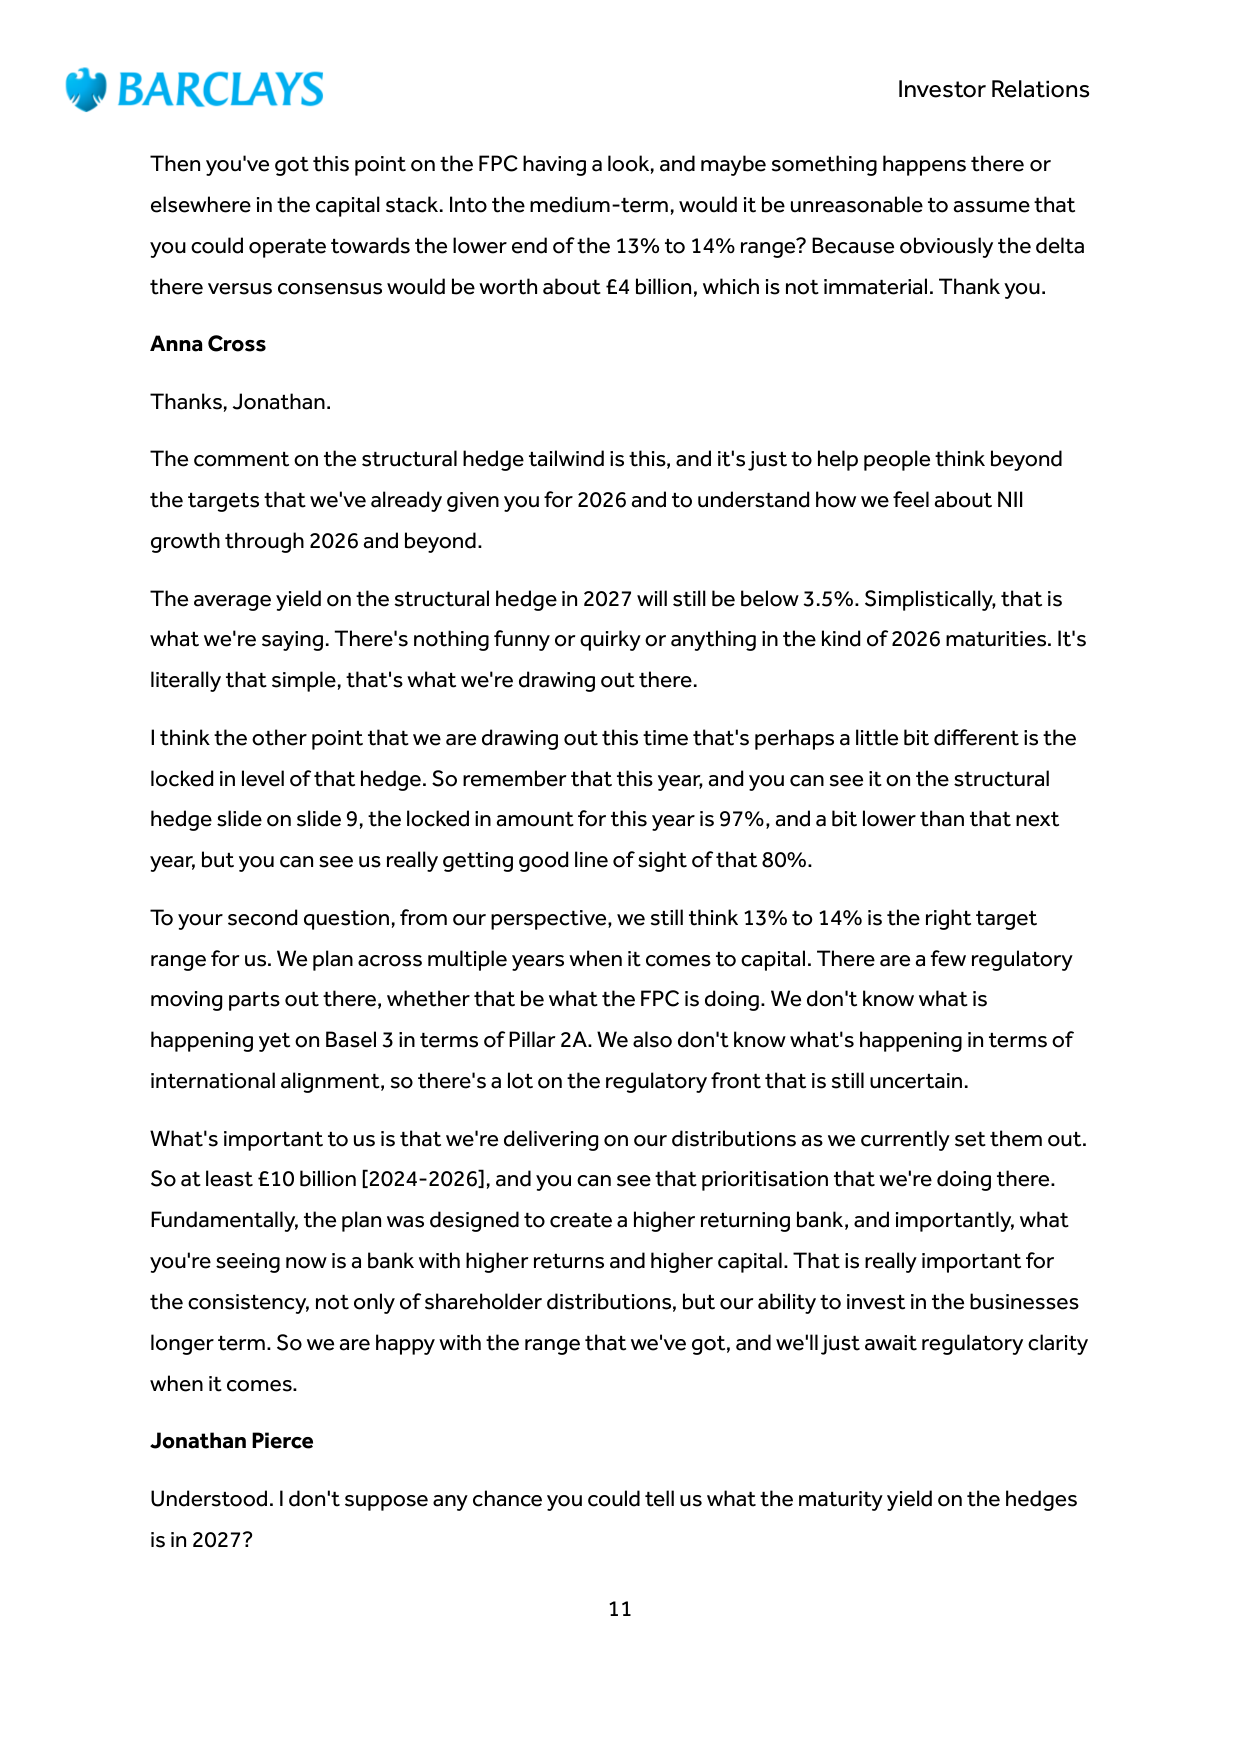 BARCLAYS
Investor Relations
Then you've got this point on the FPC having a look, and maybe something happens there or
elsewhere in the capital stack. Into the medium-term, would it be unreasonable to assume that
you could operate towards the lower end of the 13% to 14% range? Because obviously the delta
there versus consensus would be worth about £4 billion, which is not immaterial. Thank you.
Anna Cross
Thanks, Jonathan.
The comment on the structural hedge tailwind is this, and it's just to help people think beyond
the targets that we've already given you for 2026 and to understand how we feel about NII
growth through 2026 and beyond.
The average yield on the structural hedge in 2027 will still be below 3.5%. Simplistically, that is
what we're saying. There's nothing funny or quirky or anything in the kind of 2026 maturities. It's
literally that simple, that's what we're drawing out there.
I think the other point that we are drawing out this time that's perhaps a little bit different is the
locked in level of that hedge. So remember that this year, and you can see it on the structural
hedge slide on slide 9, the locked in amount for this year is 97%, and a bit lower than that next
year, but you can see us really getting good line of sight of that 80%.
To your second question, from our perspective, we still think 13% to 14% is the right target
range for us. We plan across multiple years when it comes to capital. There are a few regulatory
moving parts out there, whether that be what the FPC is doing. We don't know what is
happening yet on Basel 3 in terms of Pillar 2A. We also don't know what's happening in terms of
international alignment, so there's a lot on the regulatory front that is still uncertain.
What's important to us is that we're delivering on our distributions as we currently set them out.
So at least £10 billion [2024-2026], and you can see that prioritisation that we're doing there.
Fundamentally, the plan was designed to create a higher returning bank, and importantly, what
you're seeing now is a bank with higher returns and higher capital. That is really important for
the consistency, not only of shareholder distributions, but our ability to invest in the businesses
longer term. So we are happy with the range that we've got, and we'll just await regulatory clarity
when it comes.
Jonathan Pierce
Understood. I don't suppose any chance you could tell us what the maturity yield on the hedges
is in 2027?
11